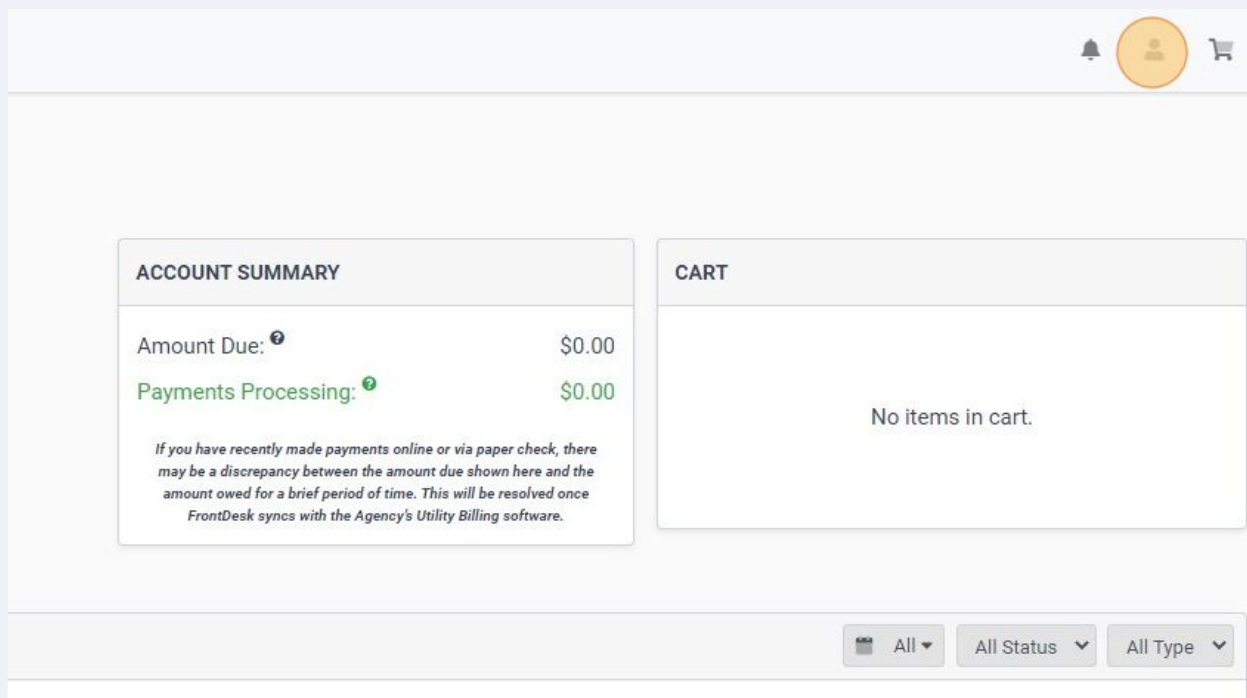 ACCOUNT SUMMARY
Amount Due: $0.00
Payments Processing: $0.00
If you have recently made payments online or via paper check, there
may be a discrepancy between the amount due shown here and the
amount owed for a brief period of time. This will be resolved once
FrontDesk syncs with the Agency's Utility Billing software.
CART
No items in cart.
All
All Status
All Type